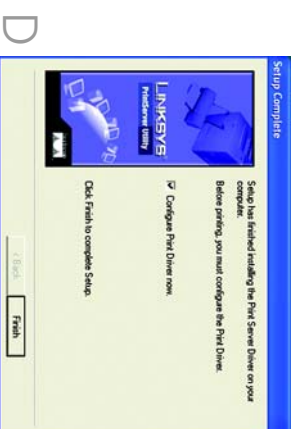 Setup Complete
Setup has finished installing the Print Server Driver on your
computer.
Before printing, you must configure the Print Driver.
Configure Print Driver now.
Click Finish to complete Setup.
LINKSYS
PrintServer Utility
< Back
Finish
D